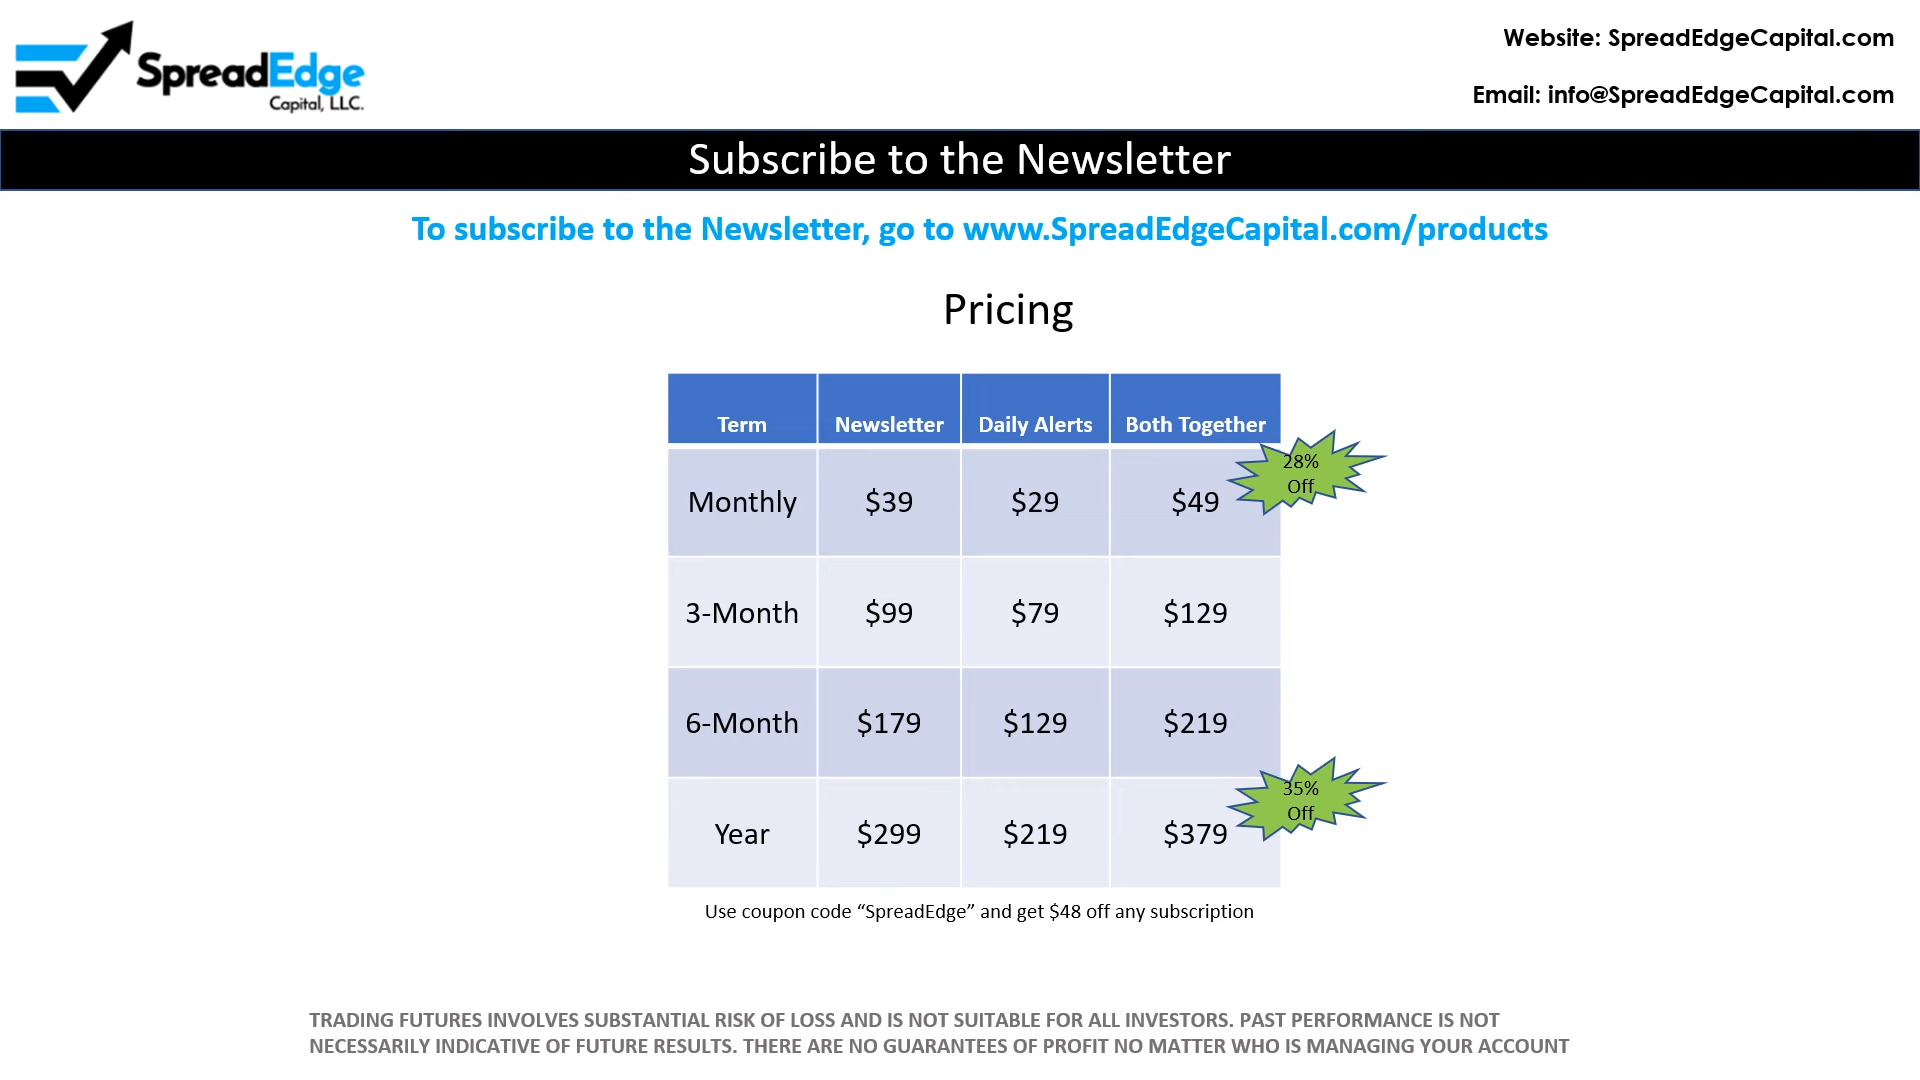 SpreadEdge
Capital, LLC.
Website: SpreadEdgeCapital.com
Email: info@SpreadEdgeCapital.com
Subscribe to the Newsletter
To subscribe to the Newsletter, go to www.SpreadEdgeCapital.com/products
Pricing
Term Newsletter Daily Alerts Both Together
28%
Off
Monthly $39 $29 $49
3-Month $99 $79 $129
6-Month $179 $129 $219
35%
Off
Year $299 $219 $379
Use coupon code “SpreadEdge” and get $48 off any subscription
TRADING FUTURES INVOLVES SUBSTANTIAL RISK OF LOSS AND IS NOT SUITABLE FOR ALL INVESTORS. PAST PERFORMANCE IS NOT
NECESSARILY INDICATIVE OF FUTURE RESULTS. THERE ARE NO GUARANTEES OF PROFIT NO MATTER WHO IS MANAGING YOUR ACCOUNT